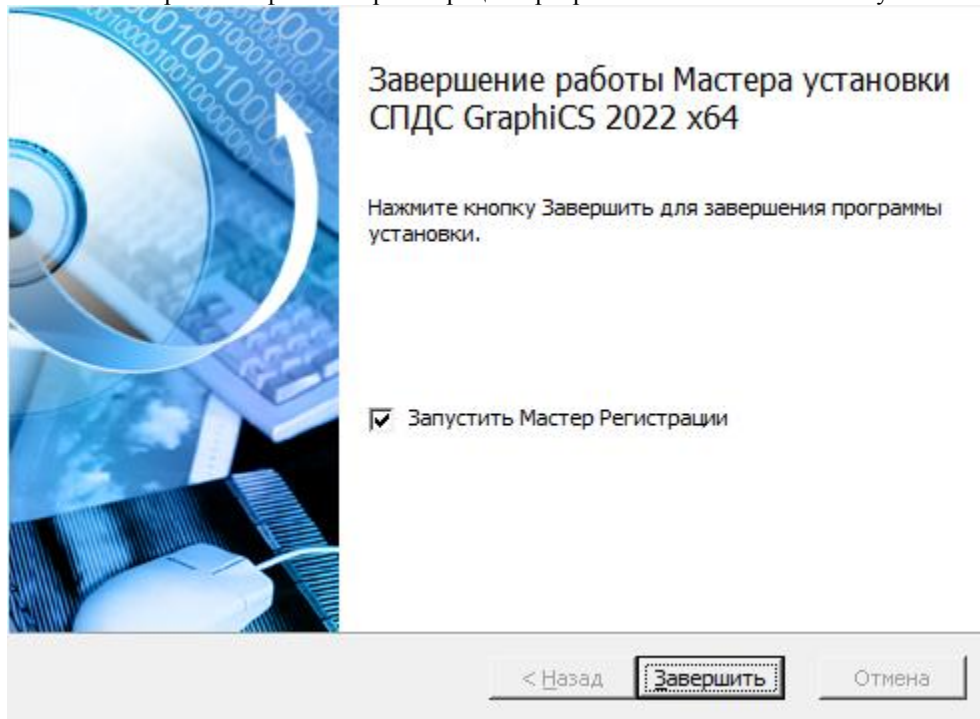 Завершение работы Мастера установки
СПДС GraphiCS 2022 x64
Нажмите кнопку Завершить для завершения программы
установки.
Запустить Мастер Регистрации
< Назад
Завершить
Отмена